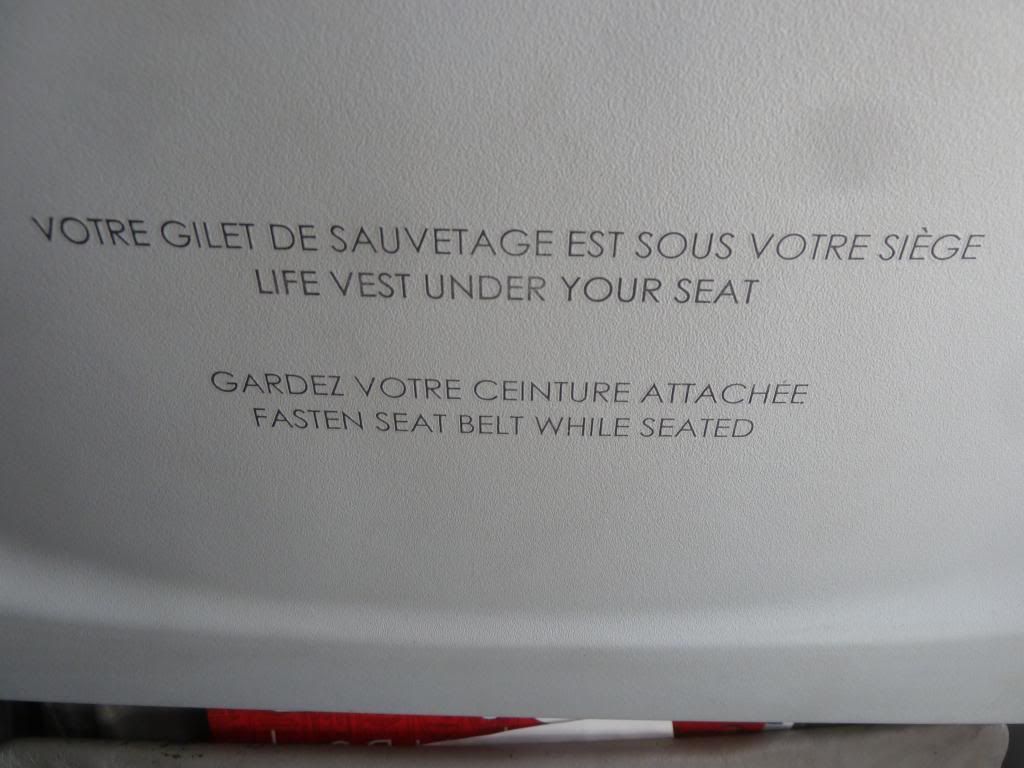 VOTRE GILET DE SAUVETAGE EST SOUS VOTRE SIÈGE
LIFE VEST UNDER YOUR SEAT
GARDEZ VOTRE CEINTURE ATTACHÉE
FASTEN SEAT BELT WHILE SEATED